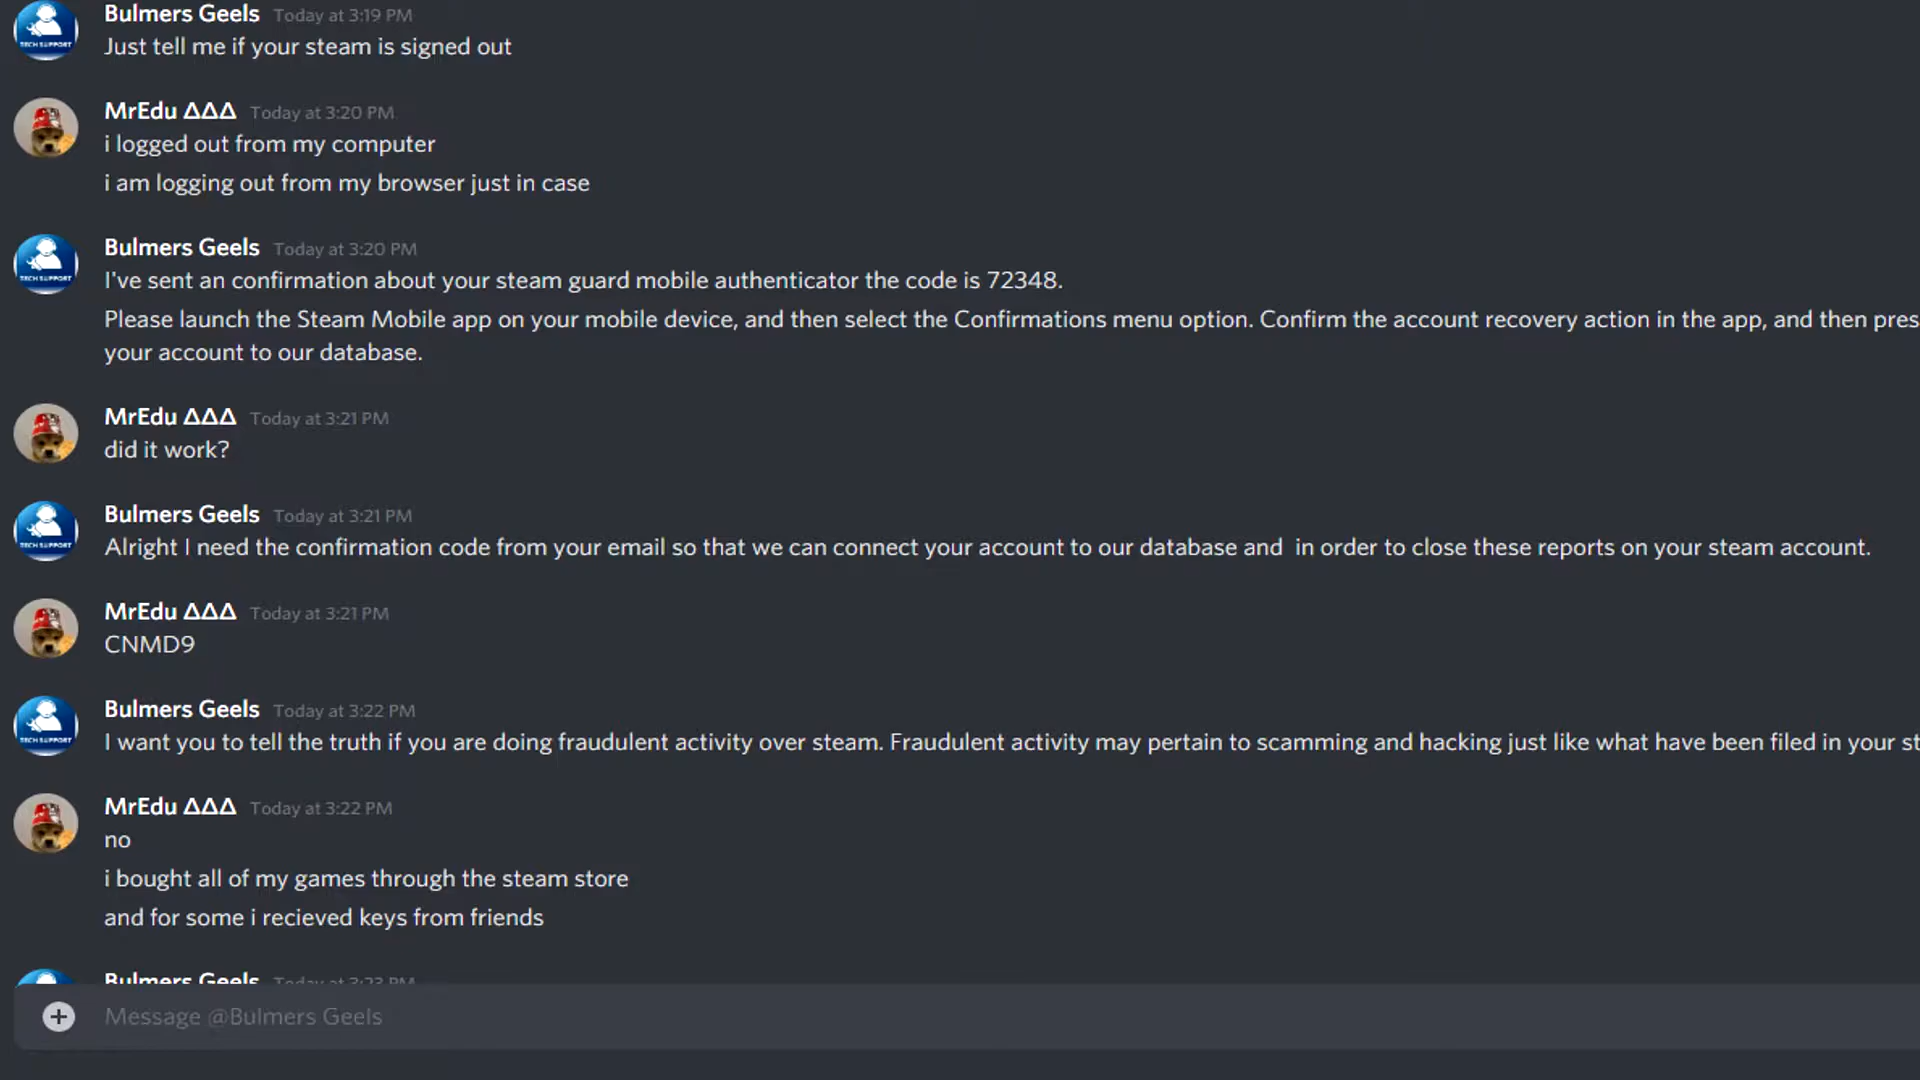 Bulmers Geels Today at 3:19 PM
TECH SUPPORT
Just tell me if your steam is signed out
MrEdu ΔΔΔ Today at 3:20 PM
i logged out from my computer
i am logging out from my browser just in case
Bulmers Geels Today at 3:20 PM
TECH SUPPORT
I've sent an confirmation about your steam guard mobile authenticator the code is 72348.
Please launch the Steam Mobile app on your mobile device, and then select the Confirmations menu option. Confirm the account recovery action in the app, and then pres
your account to our database.
MrEdu ΔΔΔ Today at 3:21 PM
did it work?
Bulmers Geels Today at 3:21 PM
TECH SUPPORT
Alright I need the confirmation code from your email so that we can connect your account to our database and  in order to close these reports on your steam account.
MrEdu ΔΔΔ Today at 3:21 PM
CNMD9
Bulmers Geels Today at 3:22 PM
TECH SUPPORT
I want you to tell the truth if you are doing fraudulent activity over steam. Fraudulent activity may pertain to scamming and hacking just like what have been filed in your st
MrEdu ΔΔΔ Today at 3:22 PM
no
i bought all of my games through the steam store
and for some i recieved keys from friends
Bulmers Geels Today at 3:23 PM
Message @Bulmers Geels